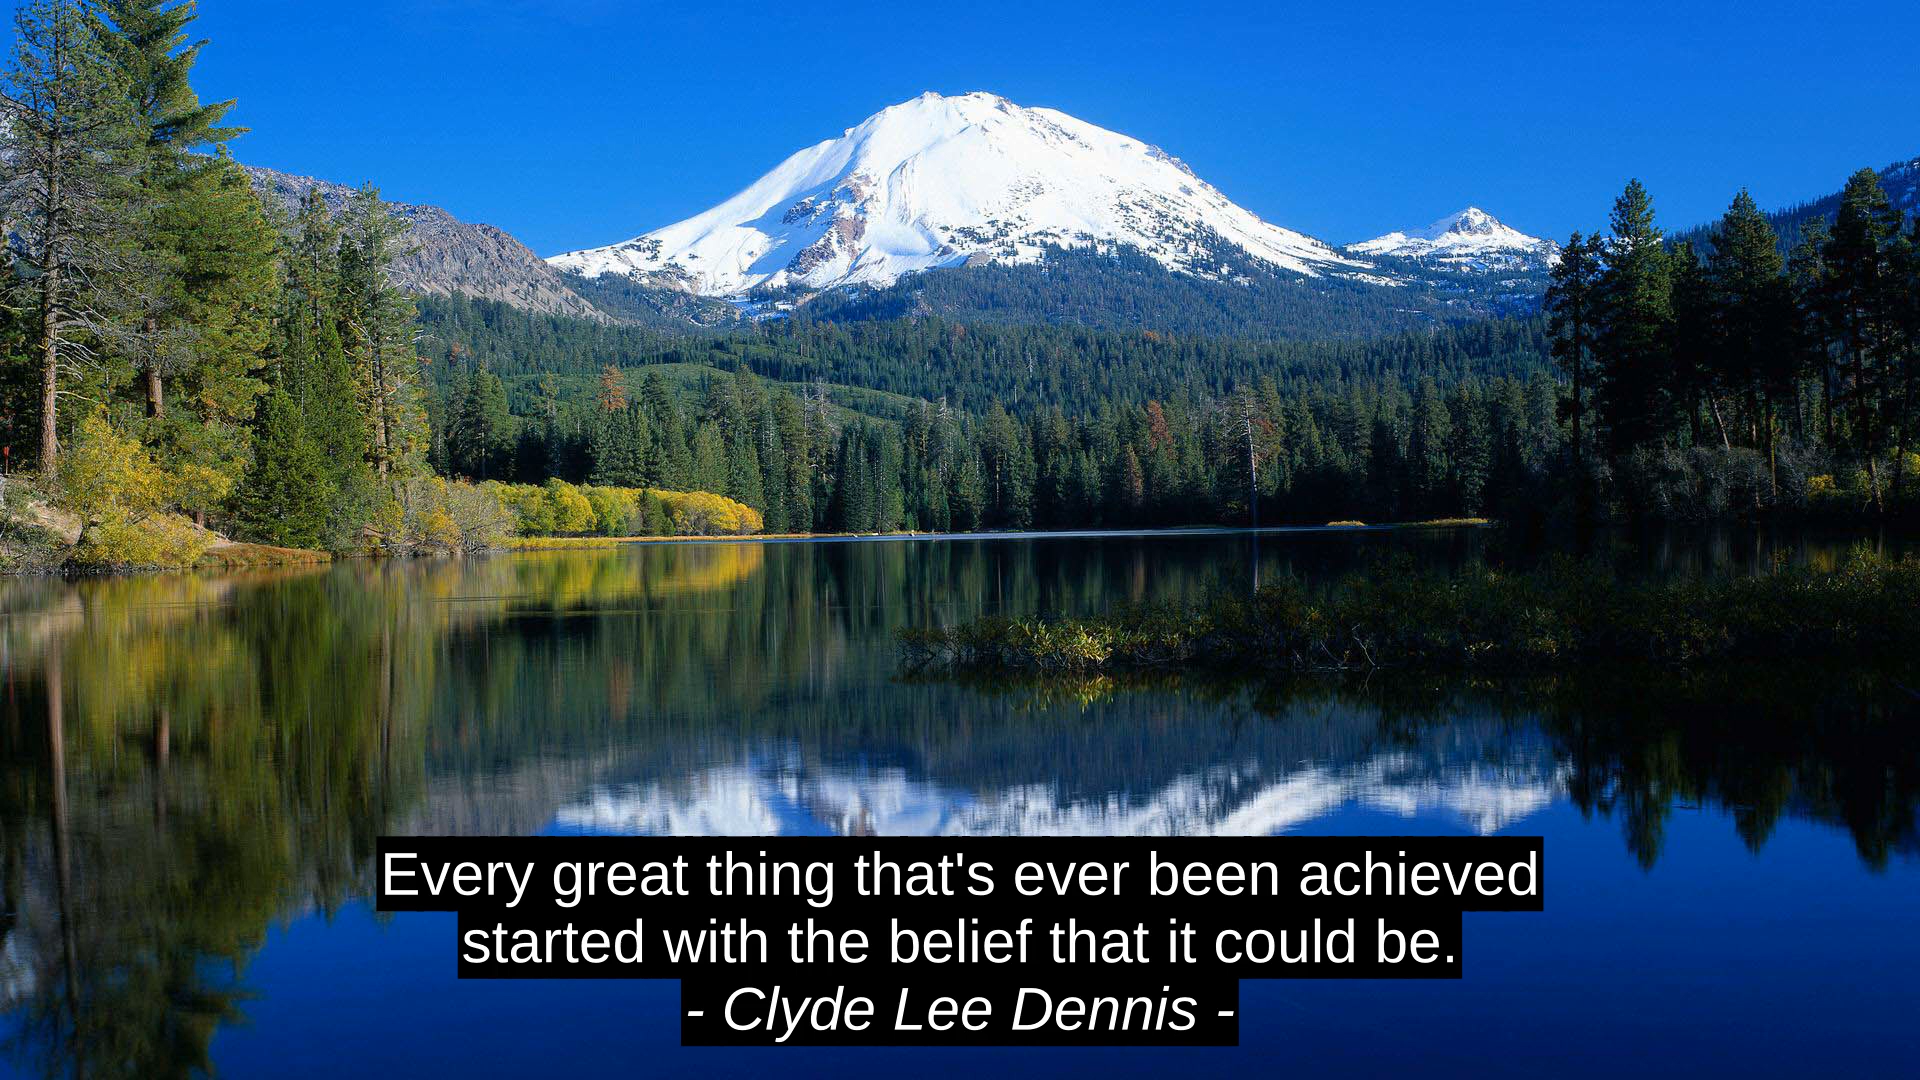 Every great thing that's ever been achieved
started with the belief that it could be.
- Clyde Lee Dennis -